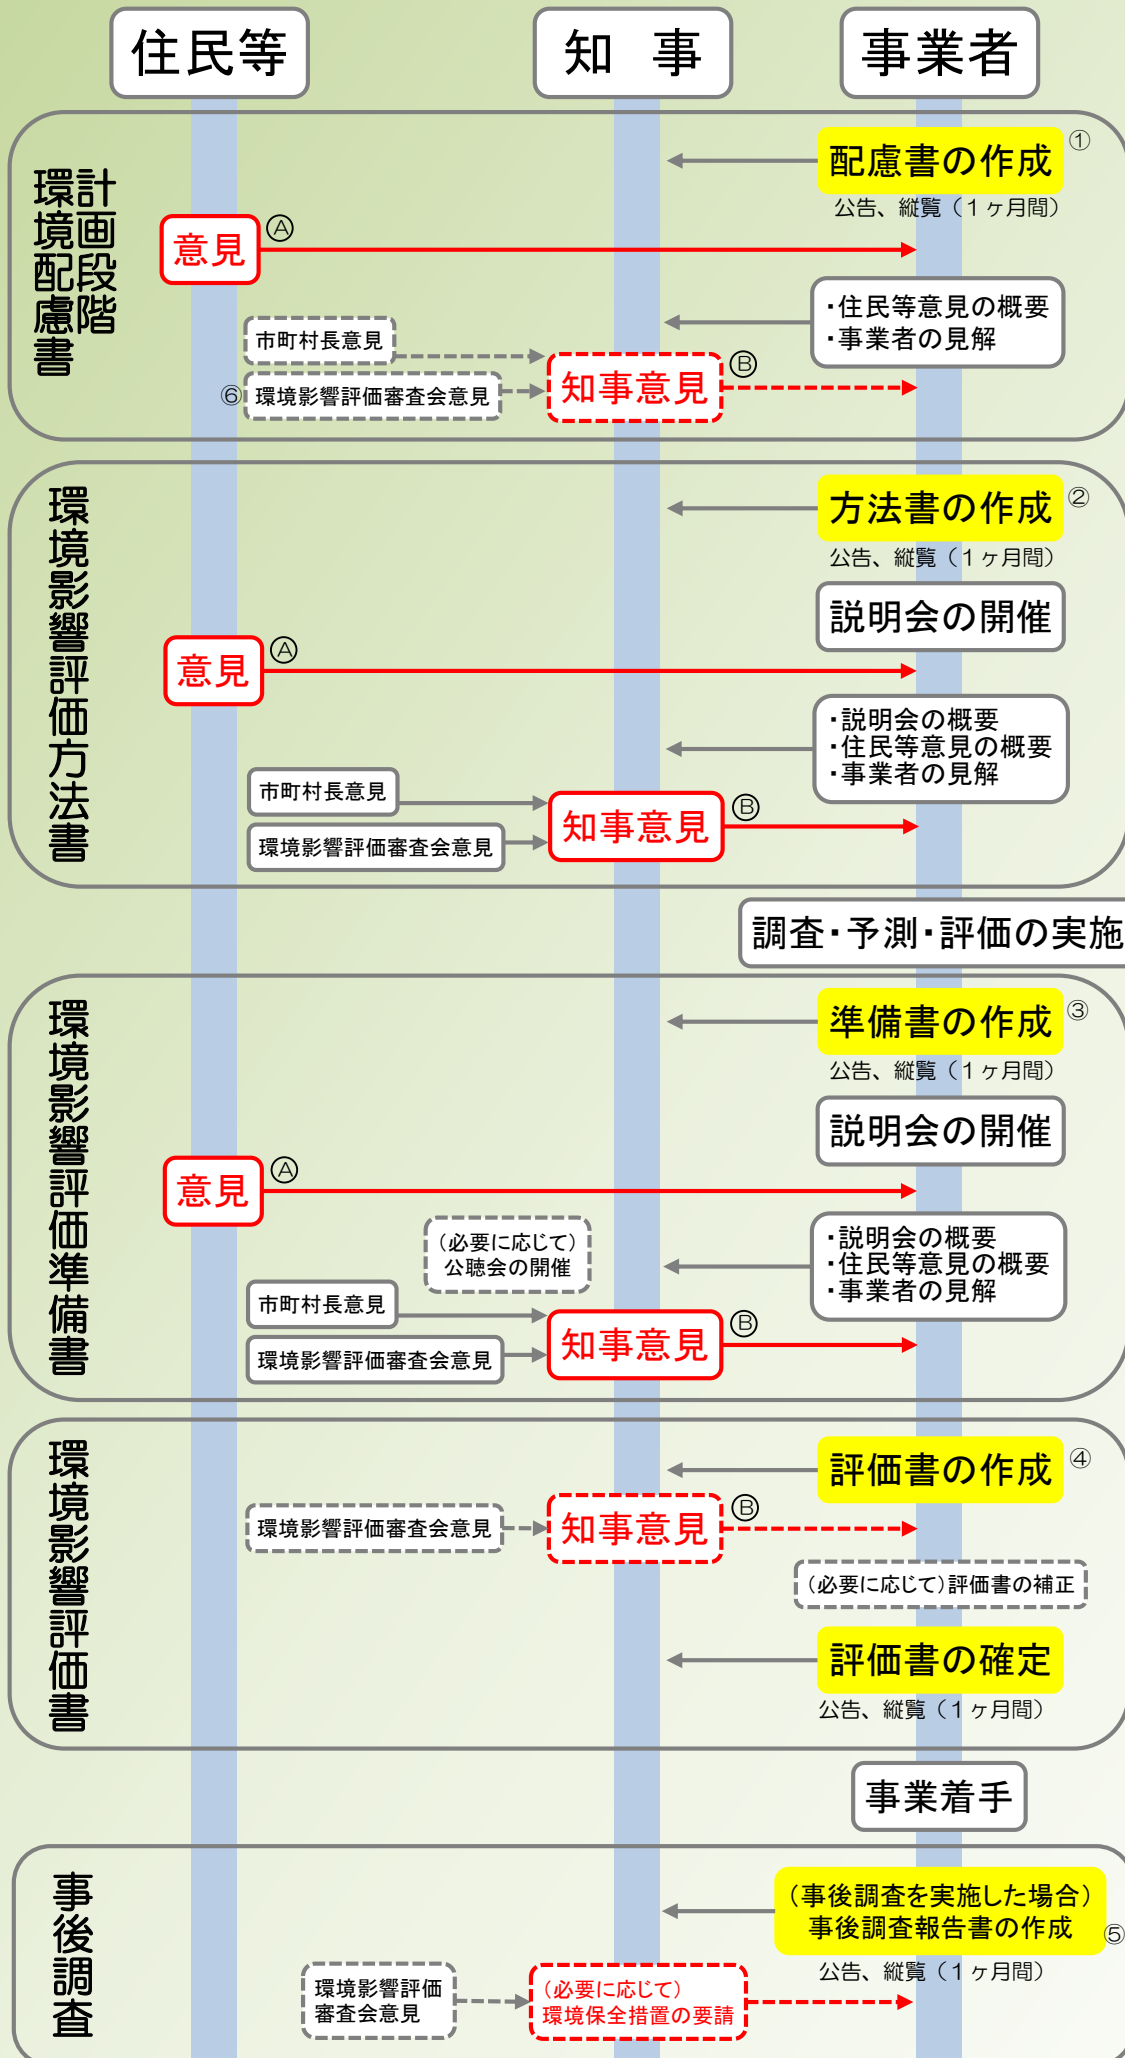 住民等
知　事
事業者
計画段階
環境配慮書
配慮書の作成 ①
公告、縦覧（1ヶ月間）
意見 Ⓐ
・住民等意見の概要
・事業者の見解
市町村長意見
⑥ 環境影響評価審査会意見
知事意見 Ⓑ
環境影響評価方法書
方法書の作成 ②
公告、縦覧（1ヶ月間）
説明会の開催
意見 Ⓐ
・説明会の概要
・住民等意見の概要
・事業者の見解
市町村長意見
環境影響評価審査会意見
知事意見 Ⓑ
調査・予測・評価の実施
環境影響評価準備書
準備書の作成 ③
公告、縦覧（1ヶ月間）
説明会の開催
意見 Ⓐ
（必要に応じて）
公聴会の開催
・説明会の概要
・住民等意見の概要
・事業者の見解
市町村長意見
環境影響評価審査会意見
知事意見 Ⓑ
環境影響評価書
評価書の作成 ④
環境影響評価審査会意見
知事意見 Ⓑ
（必要に応じて）評価書の補正
評価書の確定
公告、縦覧（1ヶ月間）
事業着手
事後調査
（事後調査を実施した場合）
事後調査報告書の作成 ⑤
公告、縦覧（1ヶ月間）
環境影響評価
審査会意見
（必要に応じて）
環境保全措置の要請